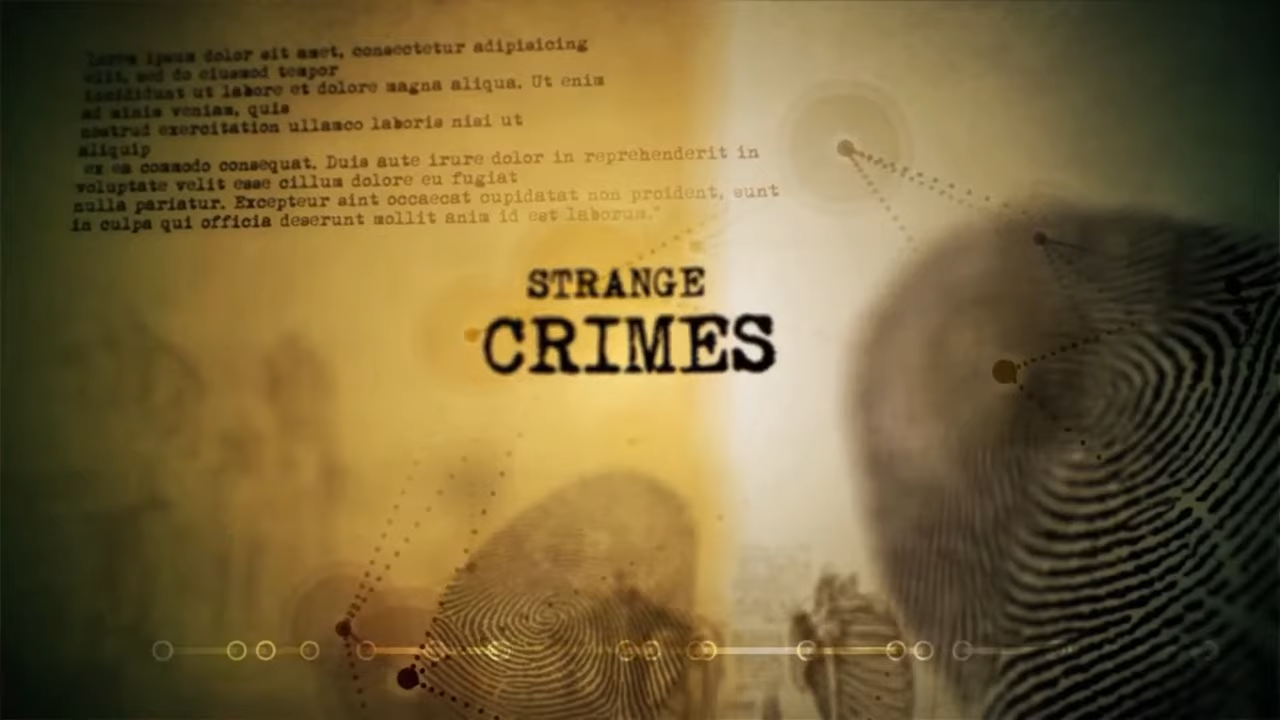 Lorem ipsum dolor sit amet, consectetur adipisicing
elit, sed do eiusmod tempor
incididunt ut labore et dolore magna aliqua. Ut enim
ad minim veniam, quis
nostrud exercitation ullamco laboris nisi ut
aliquip
ex ea commodo consequat. Duis aute irure dolor in reprehenderit in
voluptate velit esse cillum dolore eu fugiat
nulla pariatur. Excepteur sint occaecat cupidatat non proident, sunt
in culpa qui officia deserunt mollit anim id est laborum."
STRANGE
CRIMES